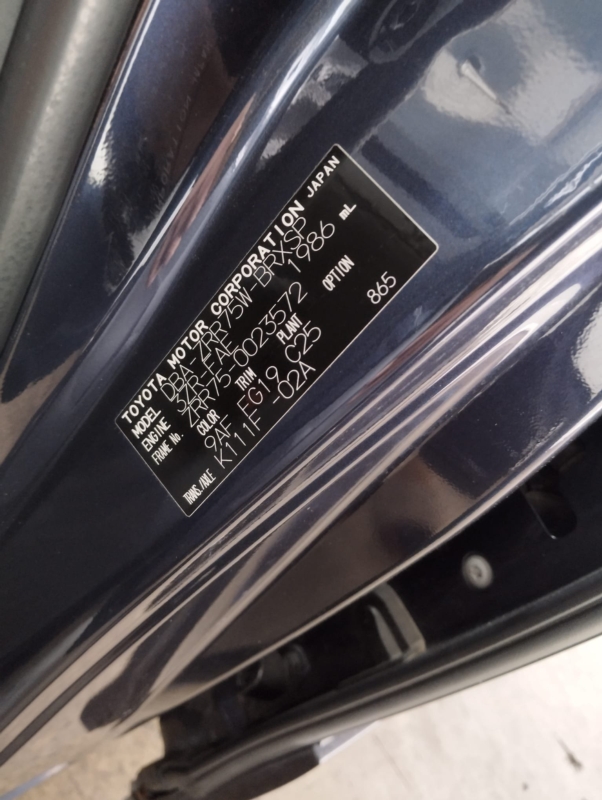 TOYOTA MOTOR CORPORATION JAPAN
MODEL DBA-ZRR75W-BRXSP
ENGINE 3ZR-FAE 1986 mL
FRAME No. ZRR75-0023572
COLOR TRIM PLANT OPTION
9AF FG19 C25 865
TRANS./AXLE K111F -02A